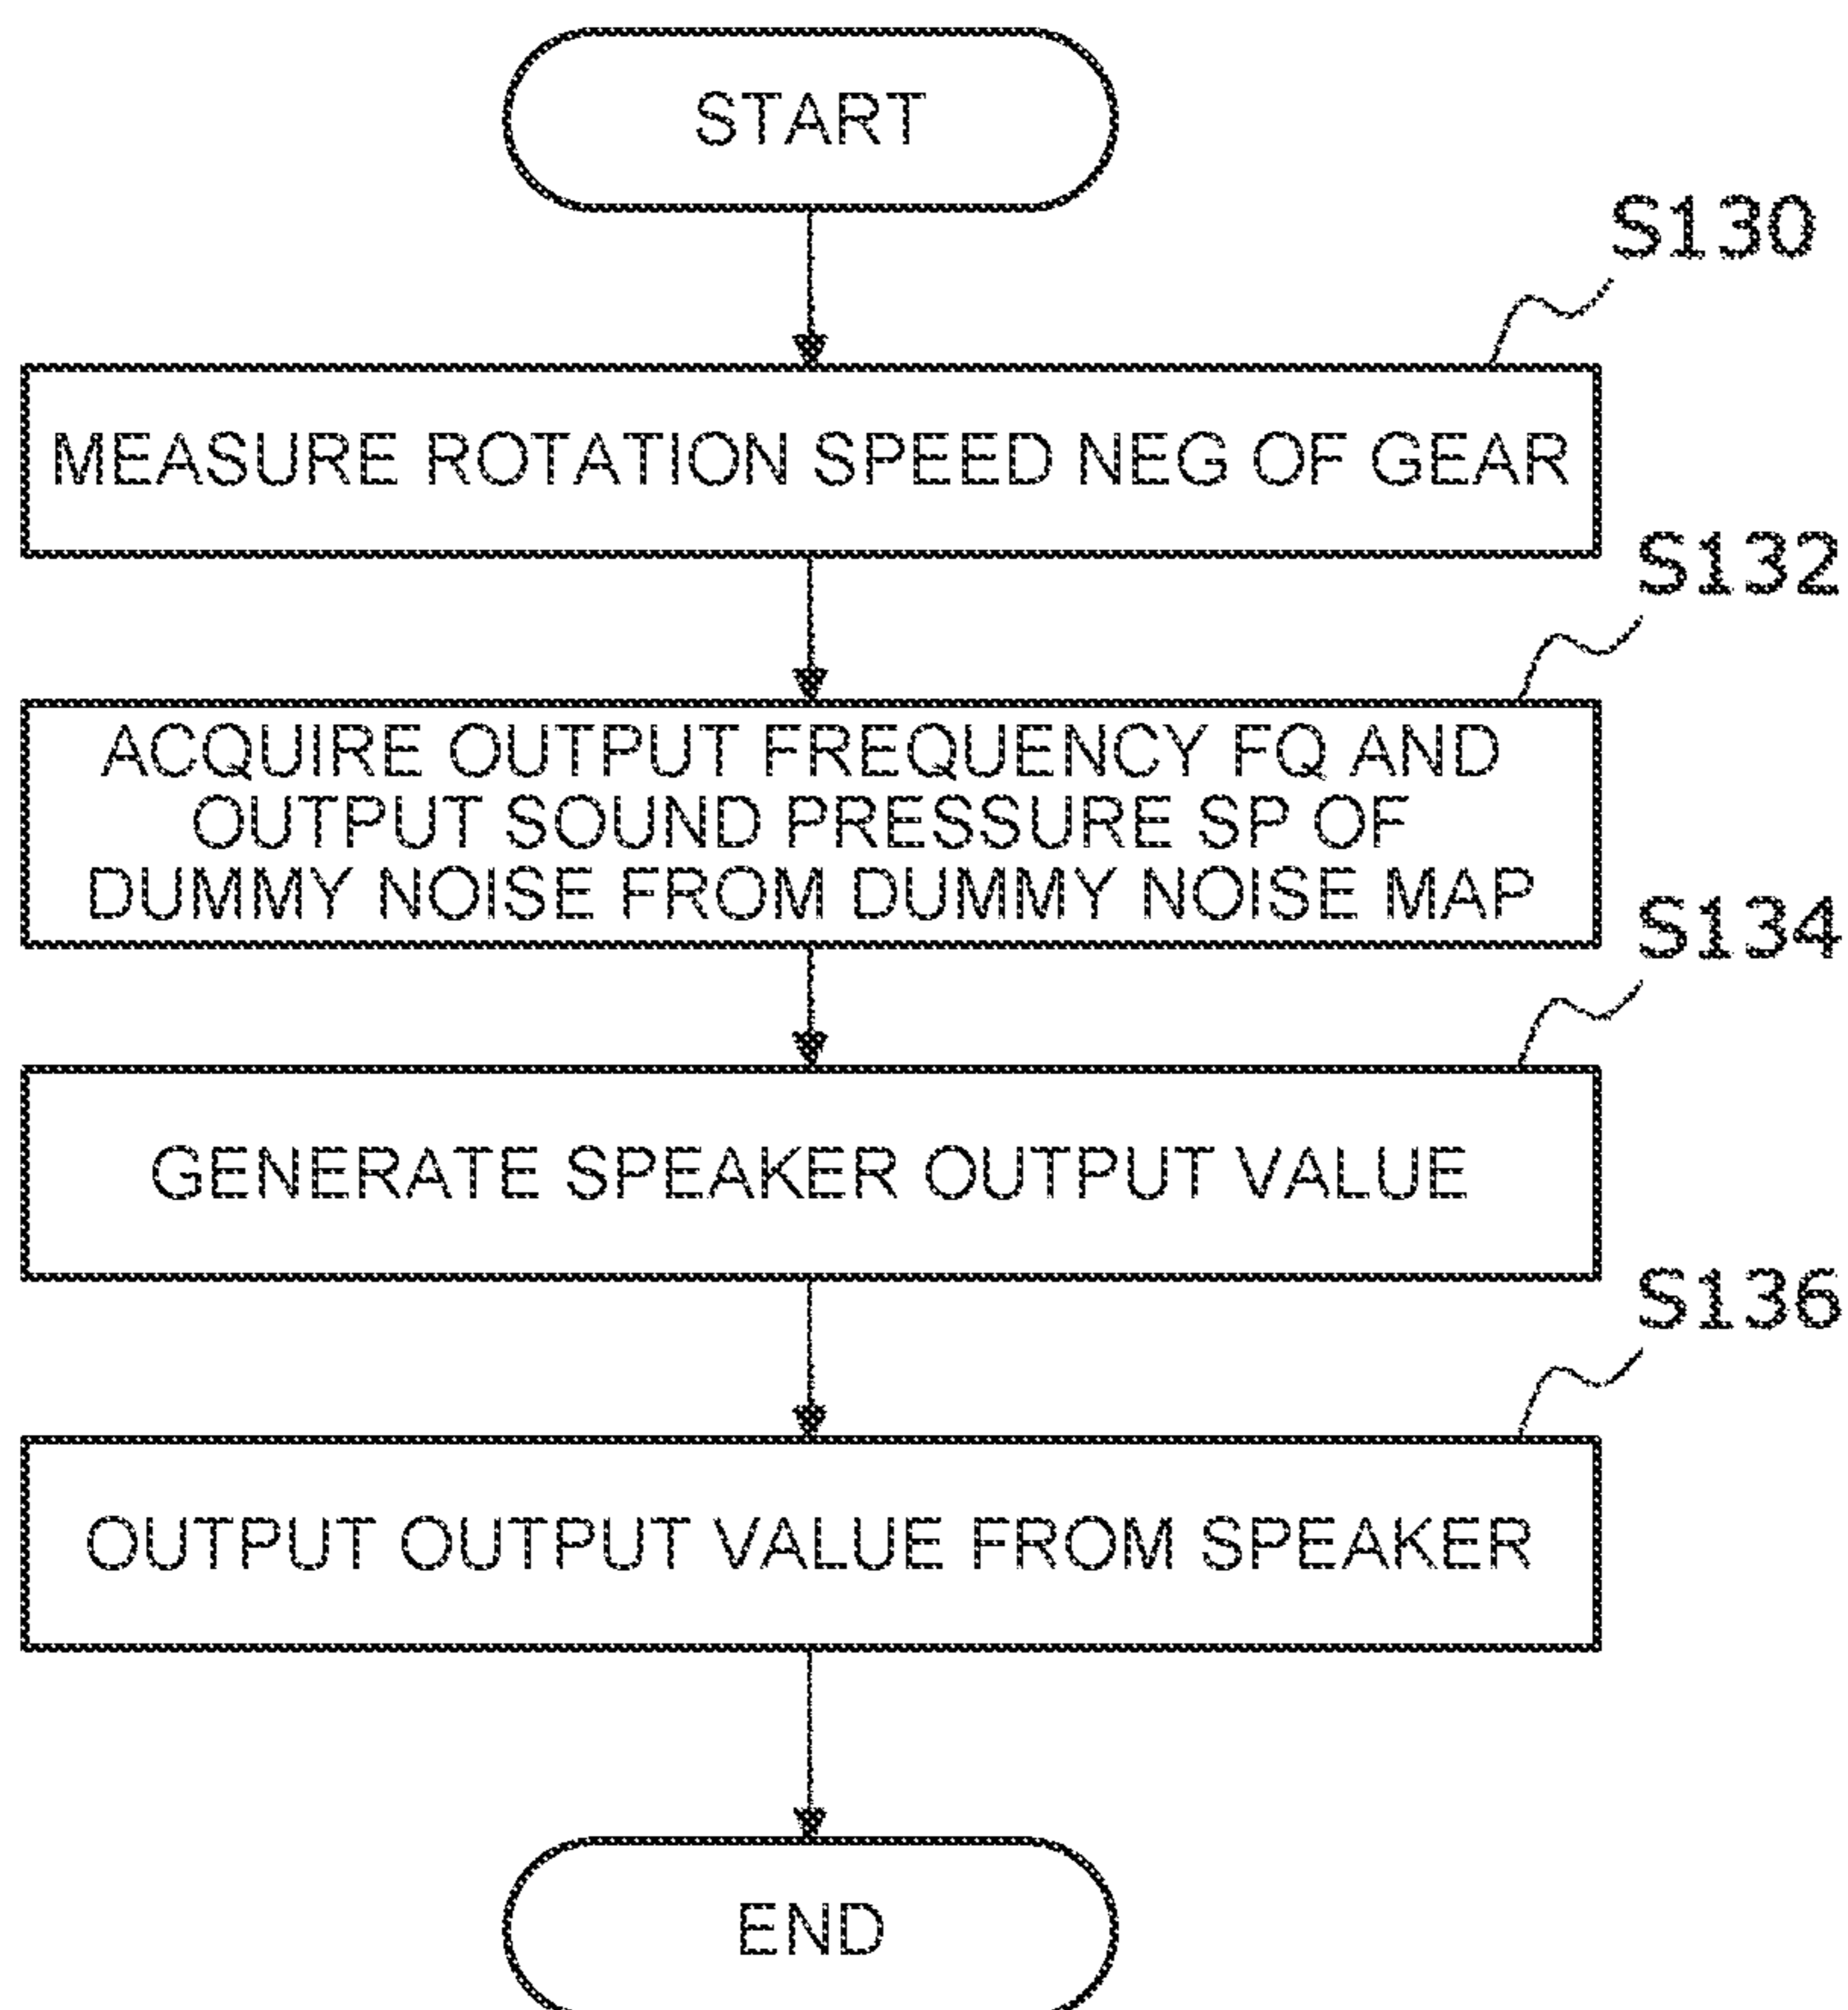 START
S130
MEASURE ROTATION SPEED NEG OF GEAR
S132
ACQUIRE OUTPUT FREQUENCY FQ AND
OUTPUT SOUND PRESSURE SP OF
DUMMY NOISE FROM DUMMY NOISE MAP
S134
GENERATE SPEAKER OUTPUT VALUE
S136
OUTPUT OUTPUT VALUE FROM SPEAKER
END